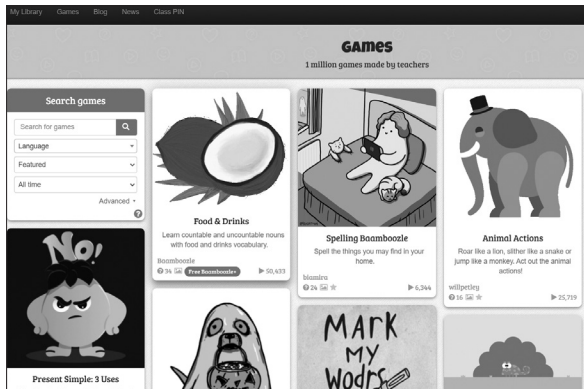 My Library Games Blog News Class PIN
GAMES
1 million games made by teachers
Search games
Search for games
Language
Featured
All time
Advanced
Food & Drinks
Learn countable and uncountable nouns
with food and drinks vocabulary.
Baamboozle
34 Free Baamboozle+ 50,433
Spelling Baamboozle
Spell the things you may find in your
home.
biamira
24 6,344
Animal Actions
Roar like a lion, slither like a snake or
jump like a monkey. Act out the animal
actions!
willpetley
16 25,719
No!
Present Simple: 3 Uses
MARK
MY
WODRS